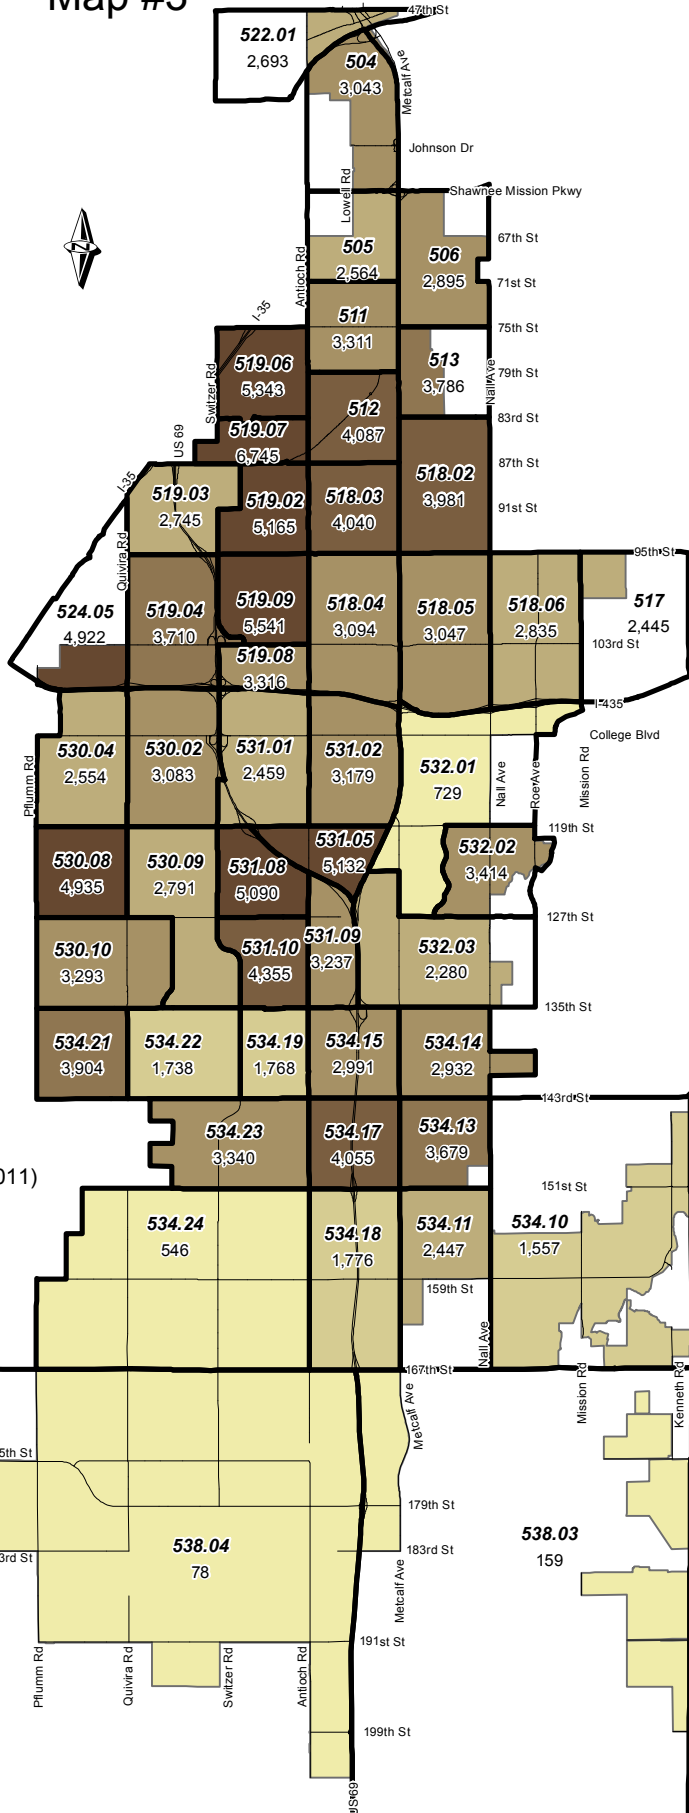 Map #3
47th St
522.01
2,693
504
3,043
Metcalf Ave
Johnson Dr
Lowell Rd
Shawnee Mission Pkwy
67th St
505
2,564
506
2,895
Antioch Rd
71st St
N
I-35
511
3,311
75th St
519.06
5,343
513
3,786
79th St
Nall Ave
Switzer Rd
512
4,087
83rd St
519.07
6,745
US 69
87th St
518.02
3,981
I-35
519.03
2,745
519.02
5,165
518.03
4,040
91st St
Quivira Rd
95th St
524.05
4,922
519.04
3,710
519.09
5,541
518.04
3,094
518.05
3,047
518.06
2,835
517
2,445
103rd St
519.08
3,316
I-435
College Blvd
530.04
2,554
530.02
3,083
531.01
2,459
531.02
3,179
532.01
729
Pflumm Rd
Nall Ave
Roe Ave
Mission Rd
119th St
530.08
4,935
530.09
2,791
531.08
5,090
531.05
5,132
532.02
3,414
127th St
530.10
3,293
531.10
4,355
531.09
3,237
532.03
2,280
135th St
534.21
3,904
534.22
1,738
534.19
1,768
534.15
2,991
534.14
2,932
143rd St
534.23
3,340
534.17
4,055
534.13
3,679
011)
151st St
534.24
546
534.18
1,776
534.11
2,447
534.10
1,557
159th St
Nall Ave
167th St
Metcalf Ave
Mission Rd
Kenneth Rd
5th St
179th St
538.04
78
538.03
159
3rd St
183rd St
Metcalf Ave
191st St
Pflumm Rd
Quivira Rd
Switzer Rd
Antioch Rd
199th St
US 69